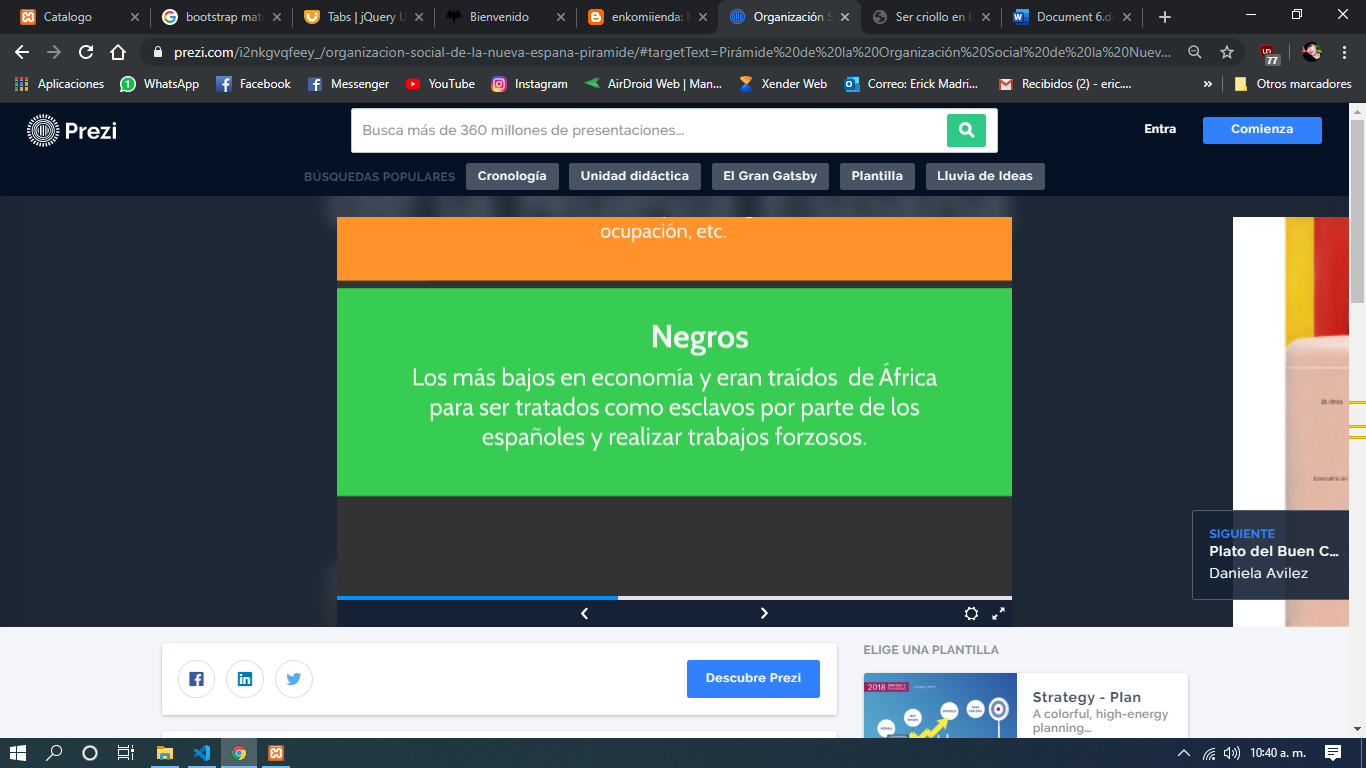 Catalogo
bootstrap mat
Tabs | jQuery U
Bienvenido
enkomiienda: 
Organización S
Ser criollo en l
Document 6.d
prezi.com/i2nkgvqfeey_/organizacion-social-de-la-nueva-espana-piramide/#targetText=Pirámide%20de%20la%20Organización%20Social%20de%20la%20Nuev...
77
Aplicaciones
WhatsApp
Facebook
Messenger
YouTube
Instagram
AirDroid Web | Man...
Xender Web
Correo: Erick Madri...
Recibidos (2) - eric....
»
Otros marcadores
Prezi
Busca más de 360 millones de presentaciones...
Entra
Comienza
BÚSQUEDAS POPULARES
Cronología
Unidad didáctica
El Gran Gatsby
Plantilla
Lluvia de Ideas
ocupación, etc.
Negros
Los más bajos en economía y eran traídos de África
para ser tratados como esclavos por parte de los
españoles y realizar trabajos forzosos.
SIGUIENTE
Plato del Buen C...
Daniela Avilez
Descubre Prezi
ELIGE UNA PLANTILLA
2018
Strategy - Plan
A colorful, high-energy
planning...
10:40 a. m.